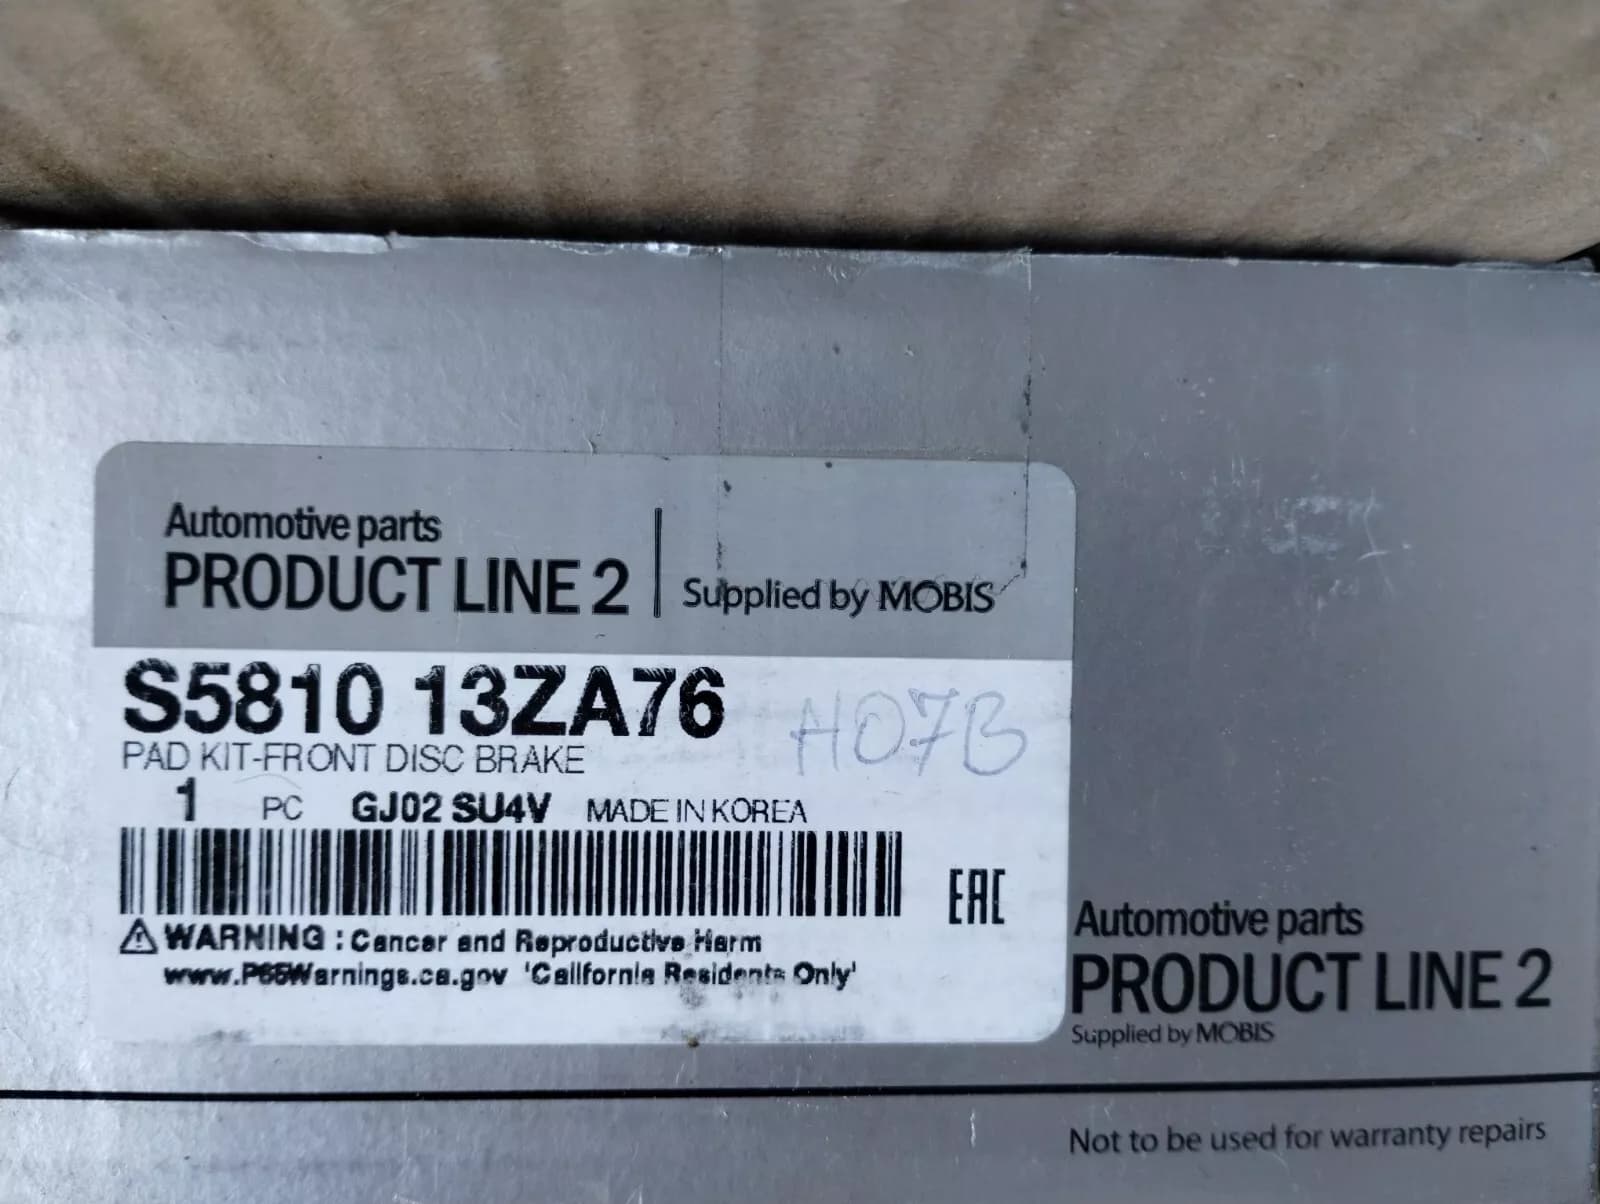 Automotive parts
PRODUCT LINE 2
Supplied by MOBIS
S5810 13ZA76
H07B
PAD KIT-FRONT DISC BRAKE
1 PC GJ02 SU4V MADE IN KOREA
EAC
WARNING : Cancer and Reproductive Harm
www.P65Warnings.ca.gov 'California Residents Only'
Automotive parts
PRODUCT LINE 2
Supplied by MOBIS
Not to be used for warranty repairs